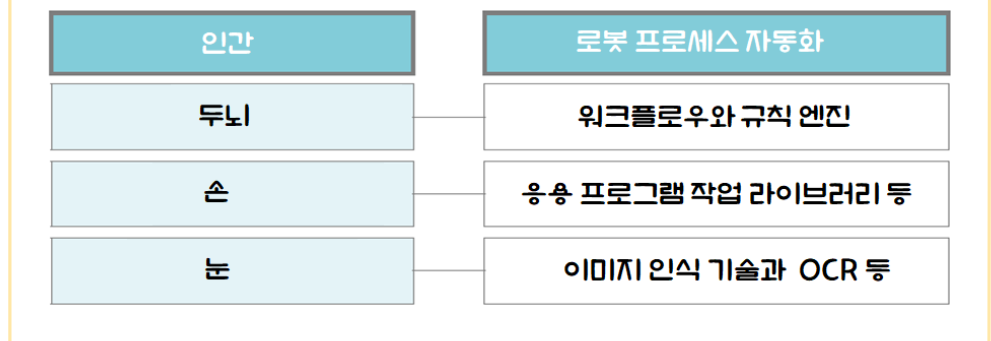 인간 로봇 프로세스 자동화
두뇌 워크플로우와 규칙 엔진
손 응용 프로그램 작업 라이브러리 등
눈 이미지 인식 기술과 OCR 등